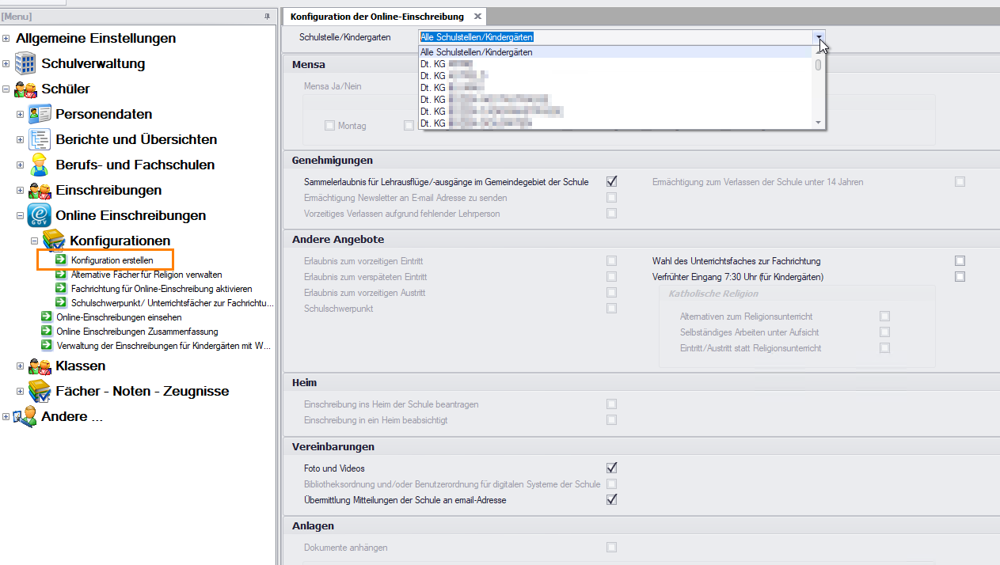 [Menu]
Allgemeine Einstellungen
Schulverwaltung
Schüler
Personendaten
Berichte und Übersichten
Berufs- und Fachschulen
Einschreibungen
Online Einschreibungen
Konfigurationen
Konfiguration erstellen
Alternative Fächer für Religion verwalten
Fachrichtung für Online-Einschreibung aktivieren
Schulschwerpunkt/ Unterrichtsfächer zur Fachrichtu...
Online-Einschreibungen einsehen
Online Einschreibungen Zusammenfassung
Verwaltung der Einschreibungen für Kindergärten mit W...
Klassen
Fächer - Noten - Zeugnisse
Andere ...
Konfiguration der Online-Einschreibung
Schulstelle/Kindergarten
Alle Schulstellen/Kindergärten
Alle Schulstellen/Kindergärten
Dt. KG
Dt. KG
Dt. KG
Dt. KG
Dt. KG
Dt. KG
Mensa
Mensa Ja/Nein
Montag
Genehmigungen
Sammelerlaubnis für Lehrausflüge/-ausgänge im Gemeindegebiet der Schule
Ermächtigung zum Verlassen der Schule unter 14 Jahren
Ermächtigung Newsletter an E-mail Adresse zu senden
Vorzeitiges Verlassen aufgrund fehlender Lehrperson
Andere Angebote
Erlaubnis zum vorzeitigen Eintritt
Wahl des Unterrichtsfaches zur Fachrichtung
Erlaubnis zum verspäteten Eintritt
Verfrühter Eingang 7:30 Uhr (für Kindergärten)
Erlaubnis zum vorzeitigen Austritt
Katholische Religion
Schulschwerpunkt
Alternativen zum Religionsunterricht
Selbständiges Arbeiten unter Aufsicht
Eintritt/Austritt statt Religionsunterricht
Heim
Einschreibung ins Heim der Schule beantragen
Einschreibung in ein Heim beabsichtigt
Vereinbarungen
Foto und Videos
Bibliotheksordnung und/oder Benutzerordnung für digitalen Systeme der Schule
Übermittlung Mitteilungen der Schule an email-Adresse
Anlagen
Dokumente anhängen